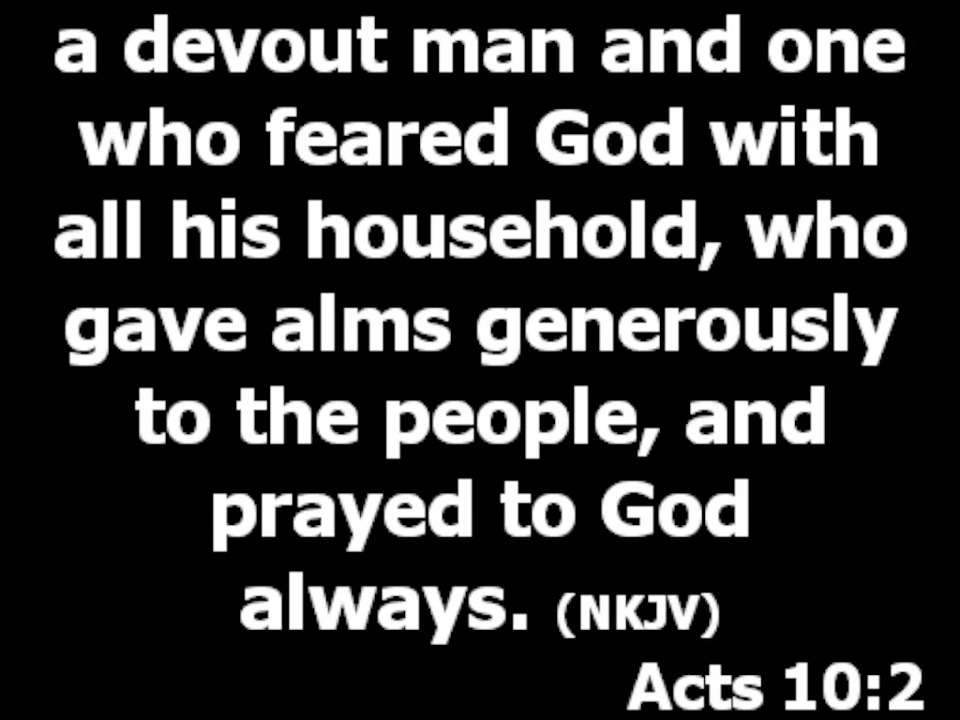 a devout man and one
who feared God with
all his household, who
gave alms generously
to the people, and
prayed to God
always. (NKJV)
Acts 10:2